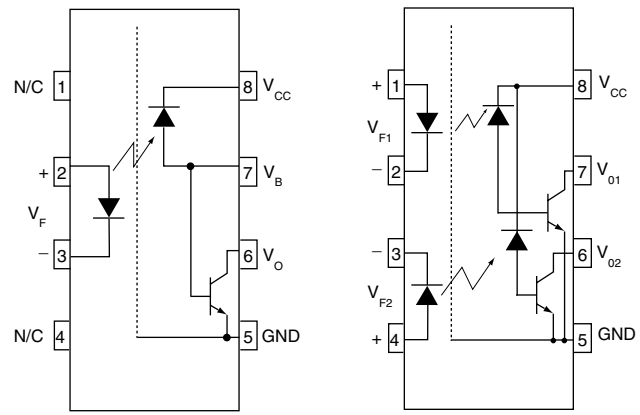 N/C 1
8 V_CC
+ 2
V_F
− 3
7 V_B
6 V_O
N/C 4
5 GND
+ 1
V_F1
− 2
8 V_CC
7 V_01
− 3
V_F2
+ 4
6 V_02
5 GND